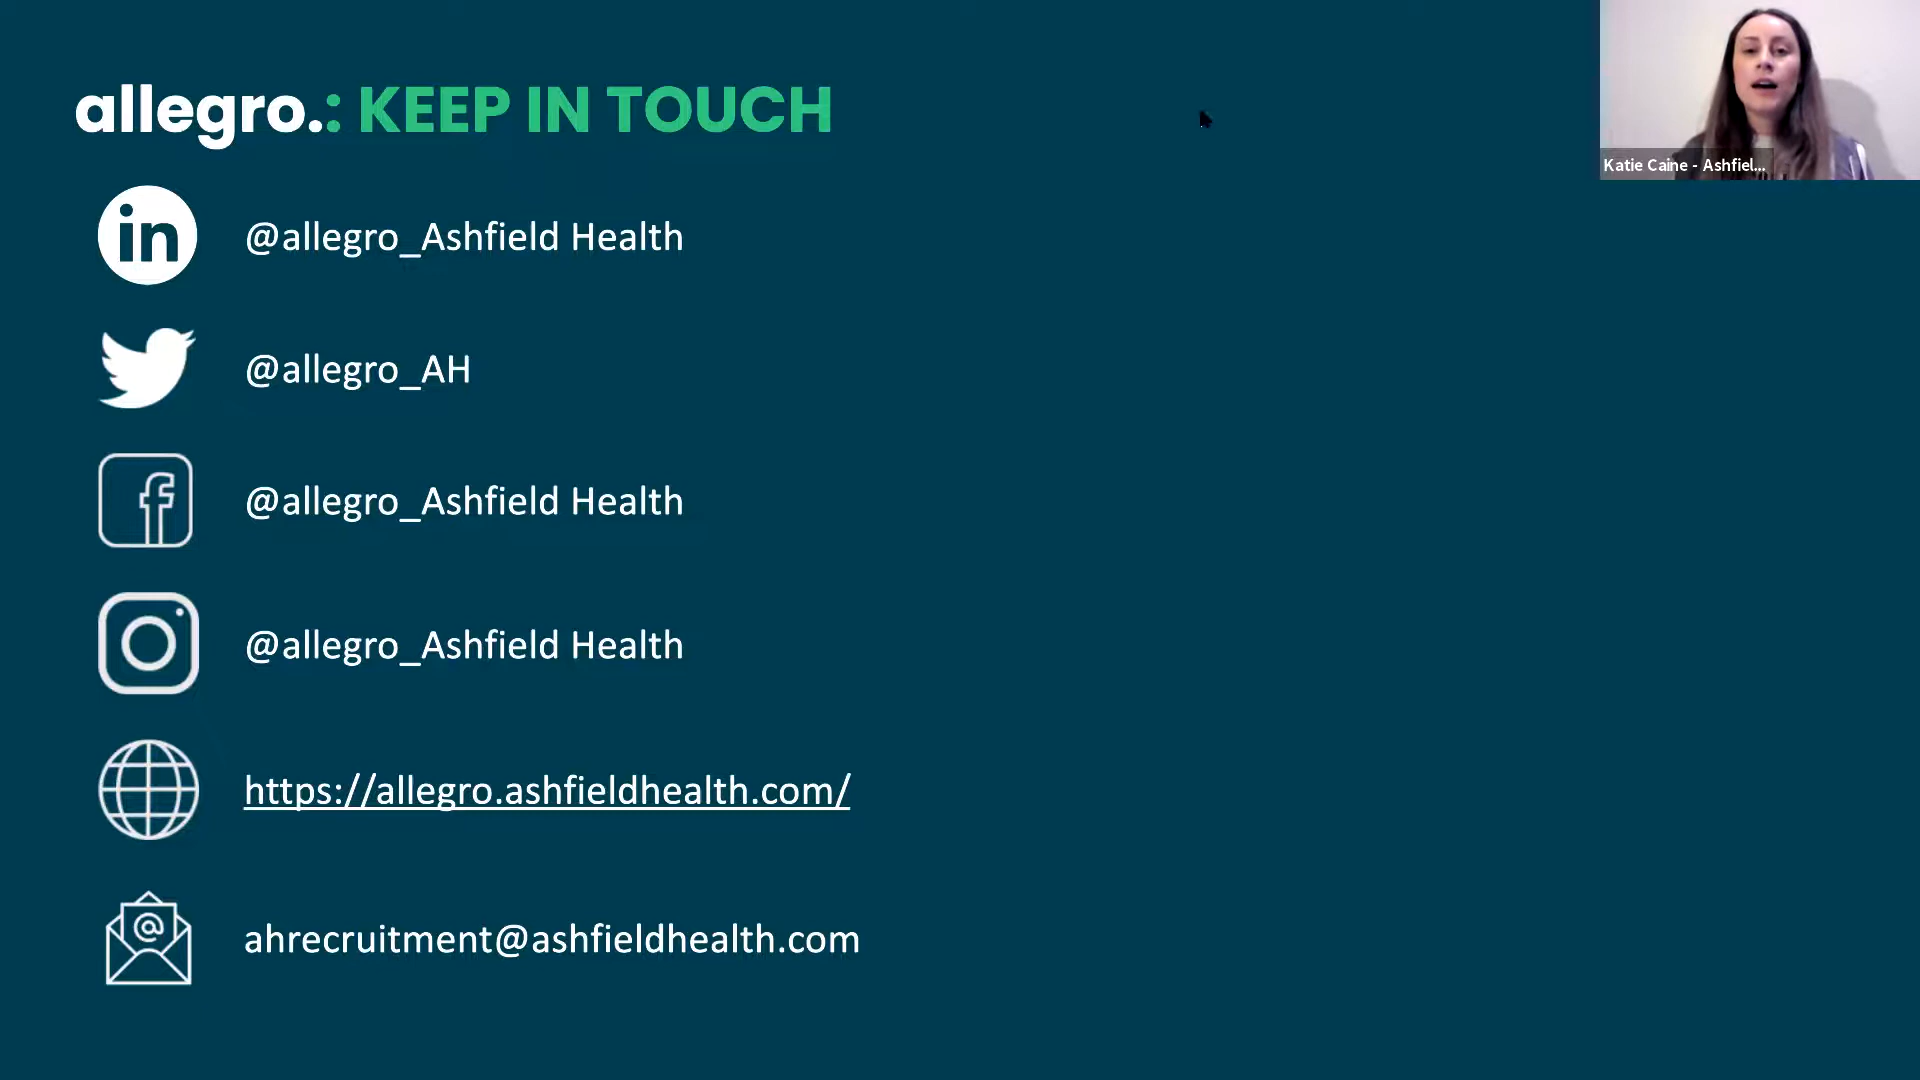 allegro.: KEEP IN TOUCH
Katie Caine - Ashfiel...
in
@allegro_Ashfield Health
@allegro_AH
f
@allegro_Ashfield Health
@allegro_Ashfield Health
https://allegro.ashfieldhealth.com/
@
ahrecruitment@ashfieldhealth.com